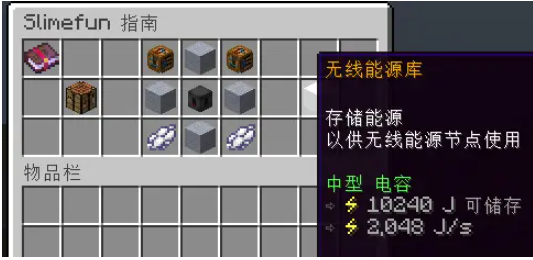 Slimefun 指南
无线能源库
存储能源
以供无线能源节点使用
物品栏
中型 电容
⇨ ⚡ 10240 J 可储存
⇨ ⚡ 2,048 J/s